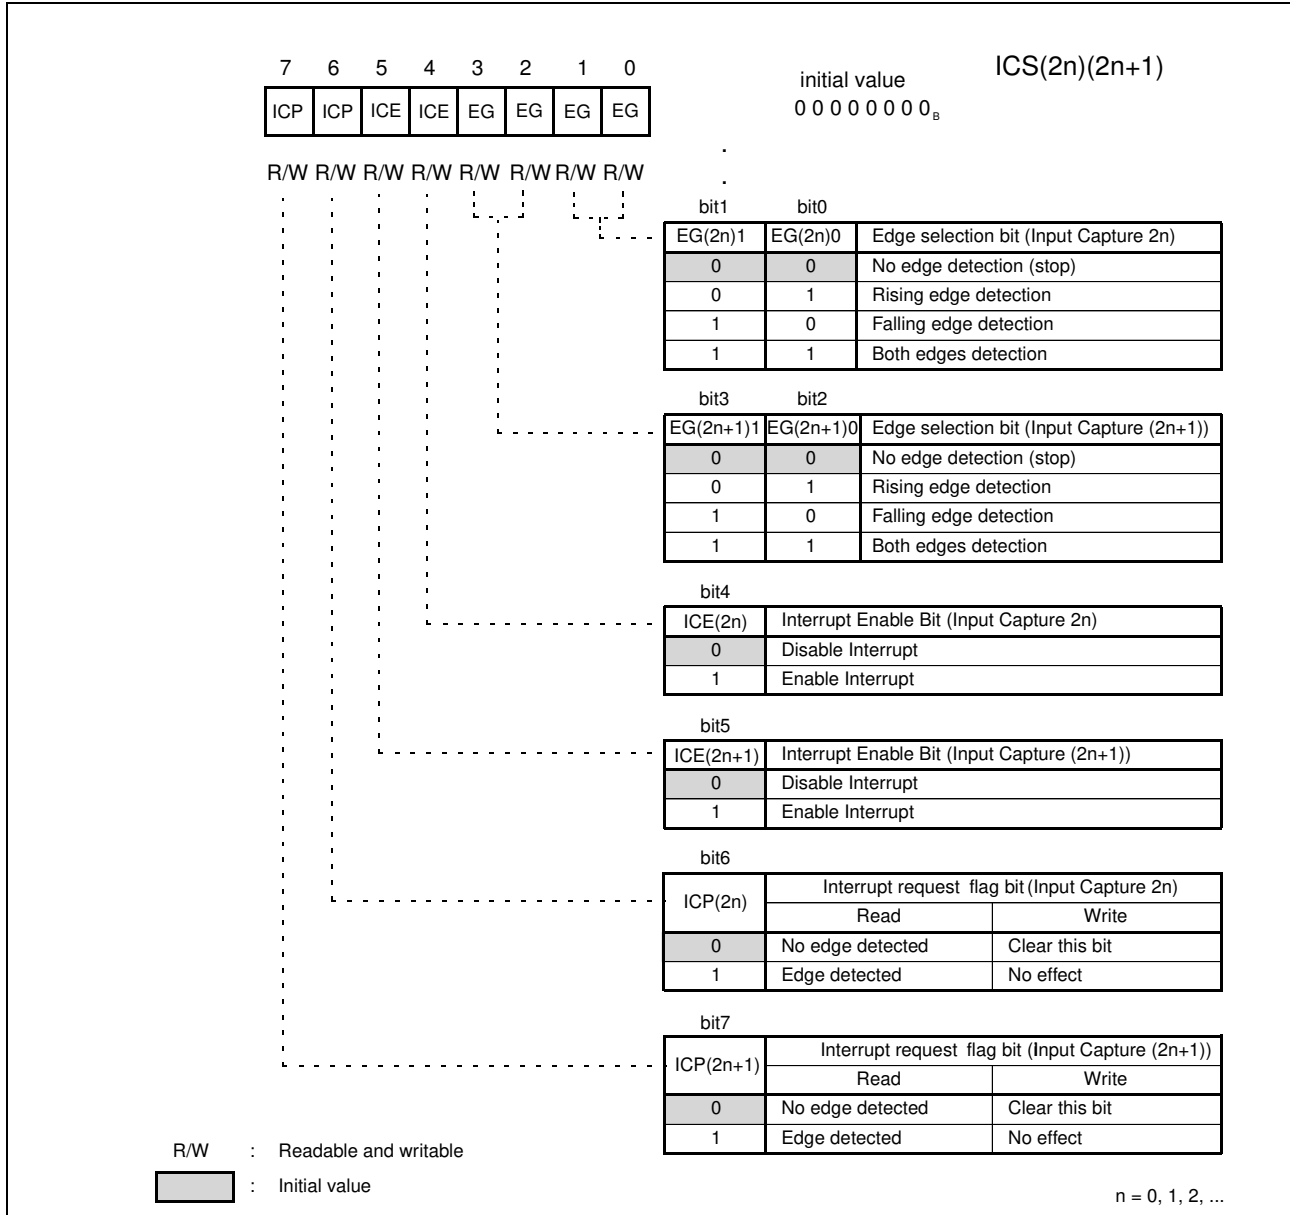 7 6 5 4 3 2 1 0
ICS(2n)(2n+1)
initial value
0 0 0 0 0 0 0 0B
ICP ICP ICE ICE EG EG EG EG
R/W R/W R/W R/W R/W R/W R/W R/W
bit1 bit0
EG(2n)1 EG(2n)0 Edge selection bit (Input Capture 2n)
0 0 No edge detection (stop)
0 1 Rising edge detection
1 0 Falling edge detection
1 1 Both edges detection
bit3 bit2
EG(2n+1)1 EG(2n+1)0 Edge selection bit (Input Capture (2n+1))
0 0 No edge detection (stop)
0 1 Rising edge detection
1 0 Falling edge detection
1 1 Both edges detection
bit4
ICE(2n) Interrupt Enable Bit (Input Capture 2n)
0 Disable Interrupt
1 Enable Interrupt
bit5
ICE(2n+1) Interrupt Enable Bit (Input Capture (2n+1))
0 Disable Interrupt
1 Enable Interrupt
bit6
ICP(2n) Interrupt request flag bit (Input Capture 2n)
Read Write
0 No edge detected Clear this bit
1 Edge detected No effect
bit7
ICP(2n+1) Interrupt request flag bit (Input Capture (2n+1))
Read Write
0 No edge detected Clear this bit
1 Edge detected No effect
R/W : Readable and writable
: Initial value
n = 0, 1, 2, ...